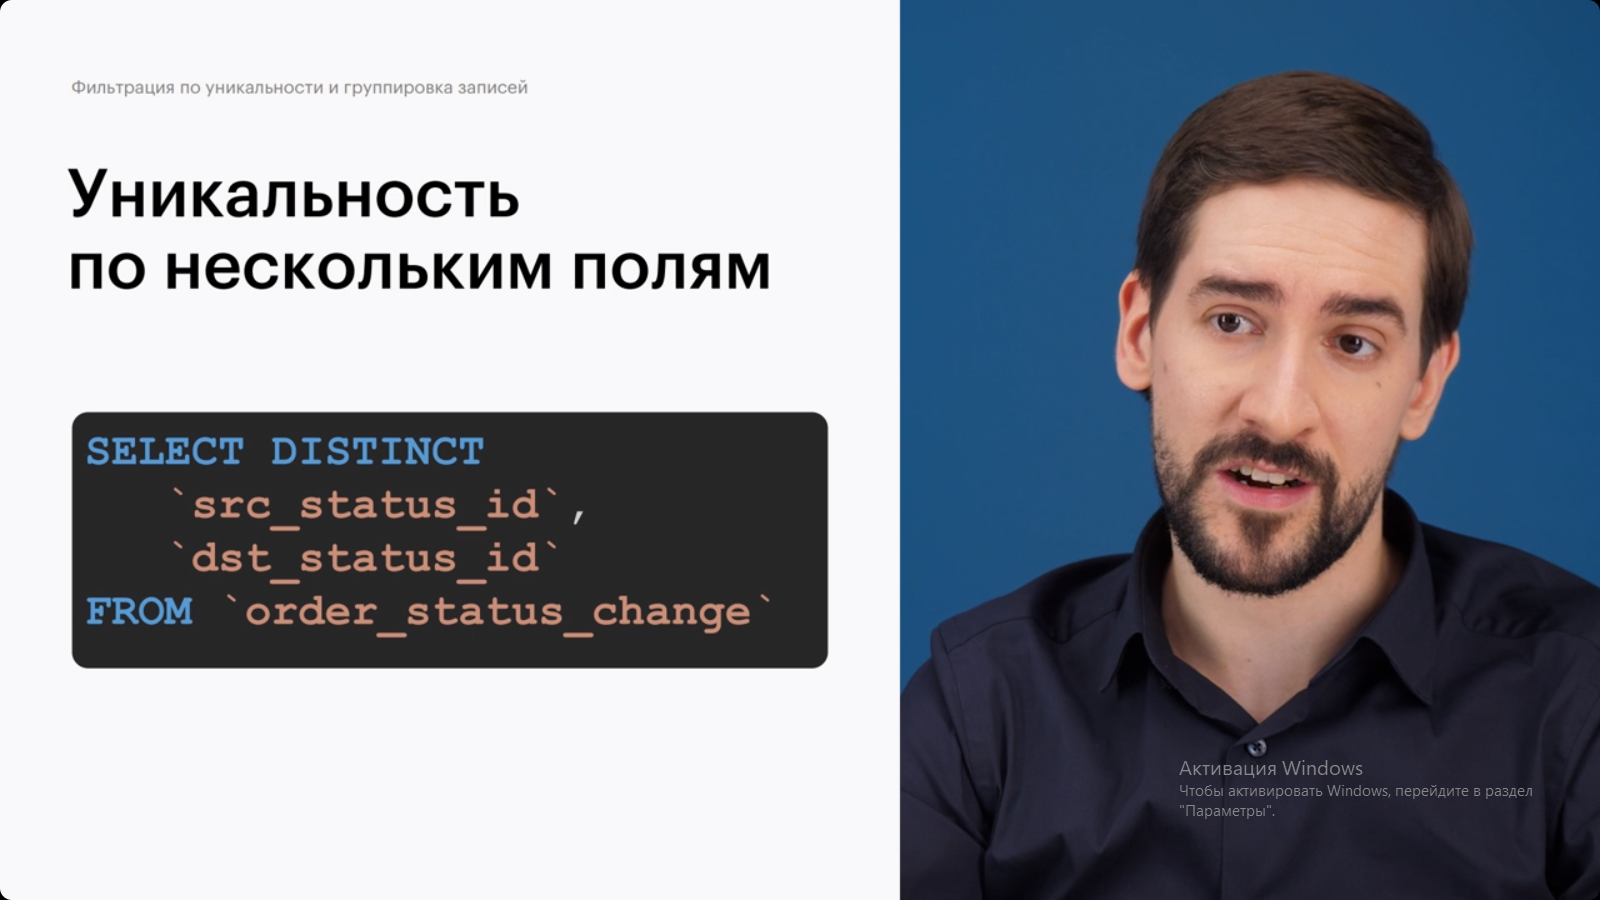 Фильтрация по уникальности и группировка записей
Уникальность
по нескольким полям
SELECT DISTINCT
`src_status_id`,
`dst_status_id`
FROM `order_status_change`
Активация Windows
Чтобы активировать Windows, перейдите в раздел
"Параметры".